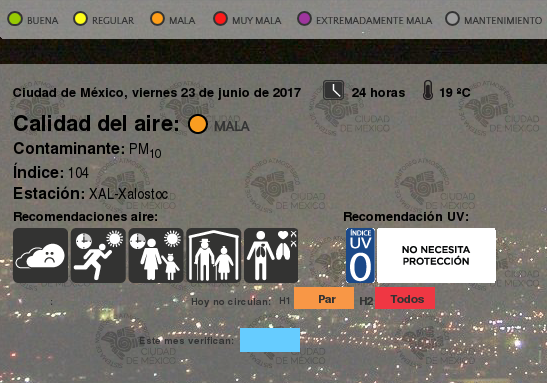 BUENA REGULAR MALA MUY MALA EXTREMADAMENTE MALA MANTENIMIENTO
Ciudad de México, viernes 23 de junio de 2017 24 horas 19 ºC
Calidad del aire: MALA
Contaminante: PM10
Índice: 104
Estación: XAL-Xalostoc
Recomendaciones aire: Recomendación UV:
ÍNDICE
UV
0
NO NECESITA
PROTECCIÓN
: Hoy no circulan: H1 Par H2 Todos
Este mes verifican:
CIUDAD
DE MÉXICO